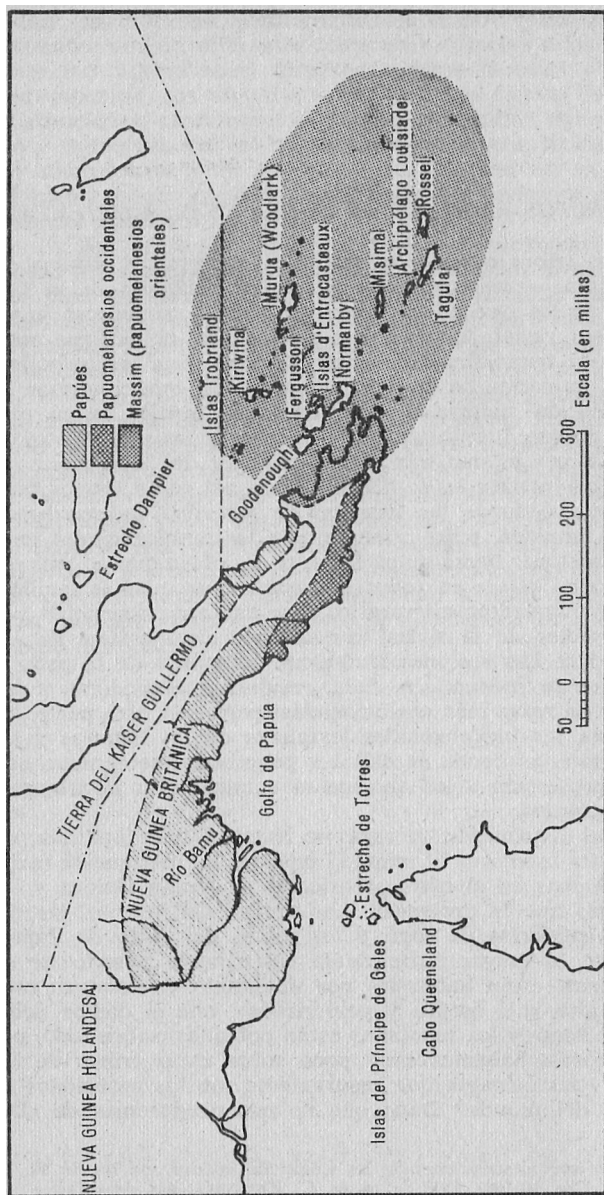 NUEVA GUINEA HOLANDESA
TIERRA DEL KAISER GUILLERMO
Estrecho Dampier
Papúes
Papuomelanesios occidentales
Massim (papuomelanesios
orientales)
NUEVA GUINEA BRITANICA
Río Bamu
Golfo de Papúa
Goodenough
Islas Trobriand
Kiriwina
Murua (Woodlark)
Fergusson
Islas d'Entrecasteaux
Normanby
Misimal
Archipiélago Louisiade
Rossel
Tagula
Estrecho de Torres
Islas del Príncipe de Gales
Cabo Queensland
50 0 100 200 300
Escala (en millas)